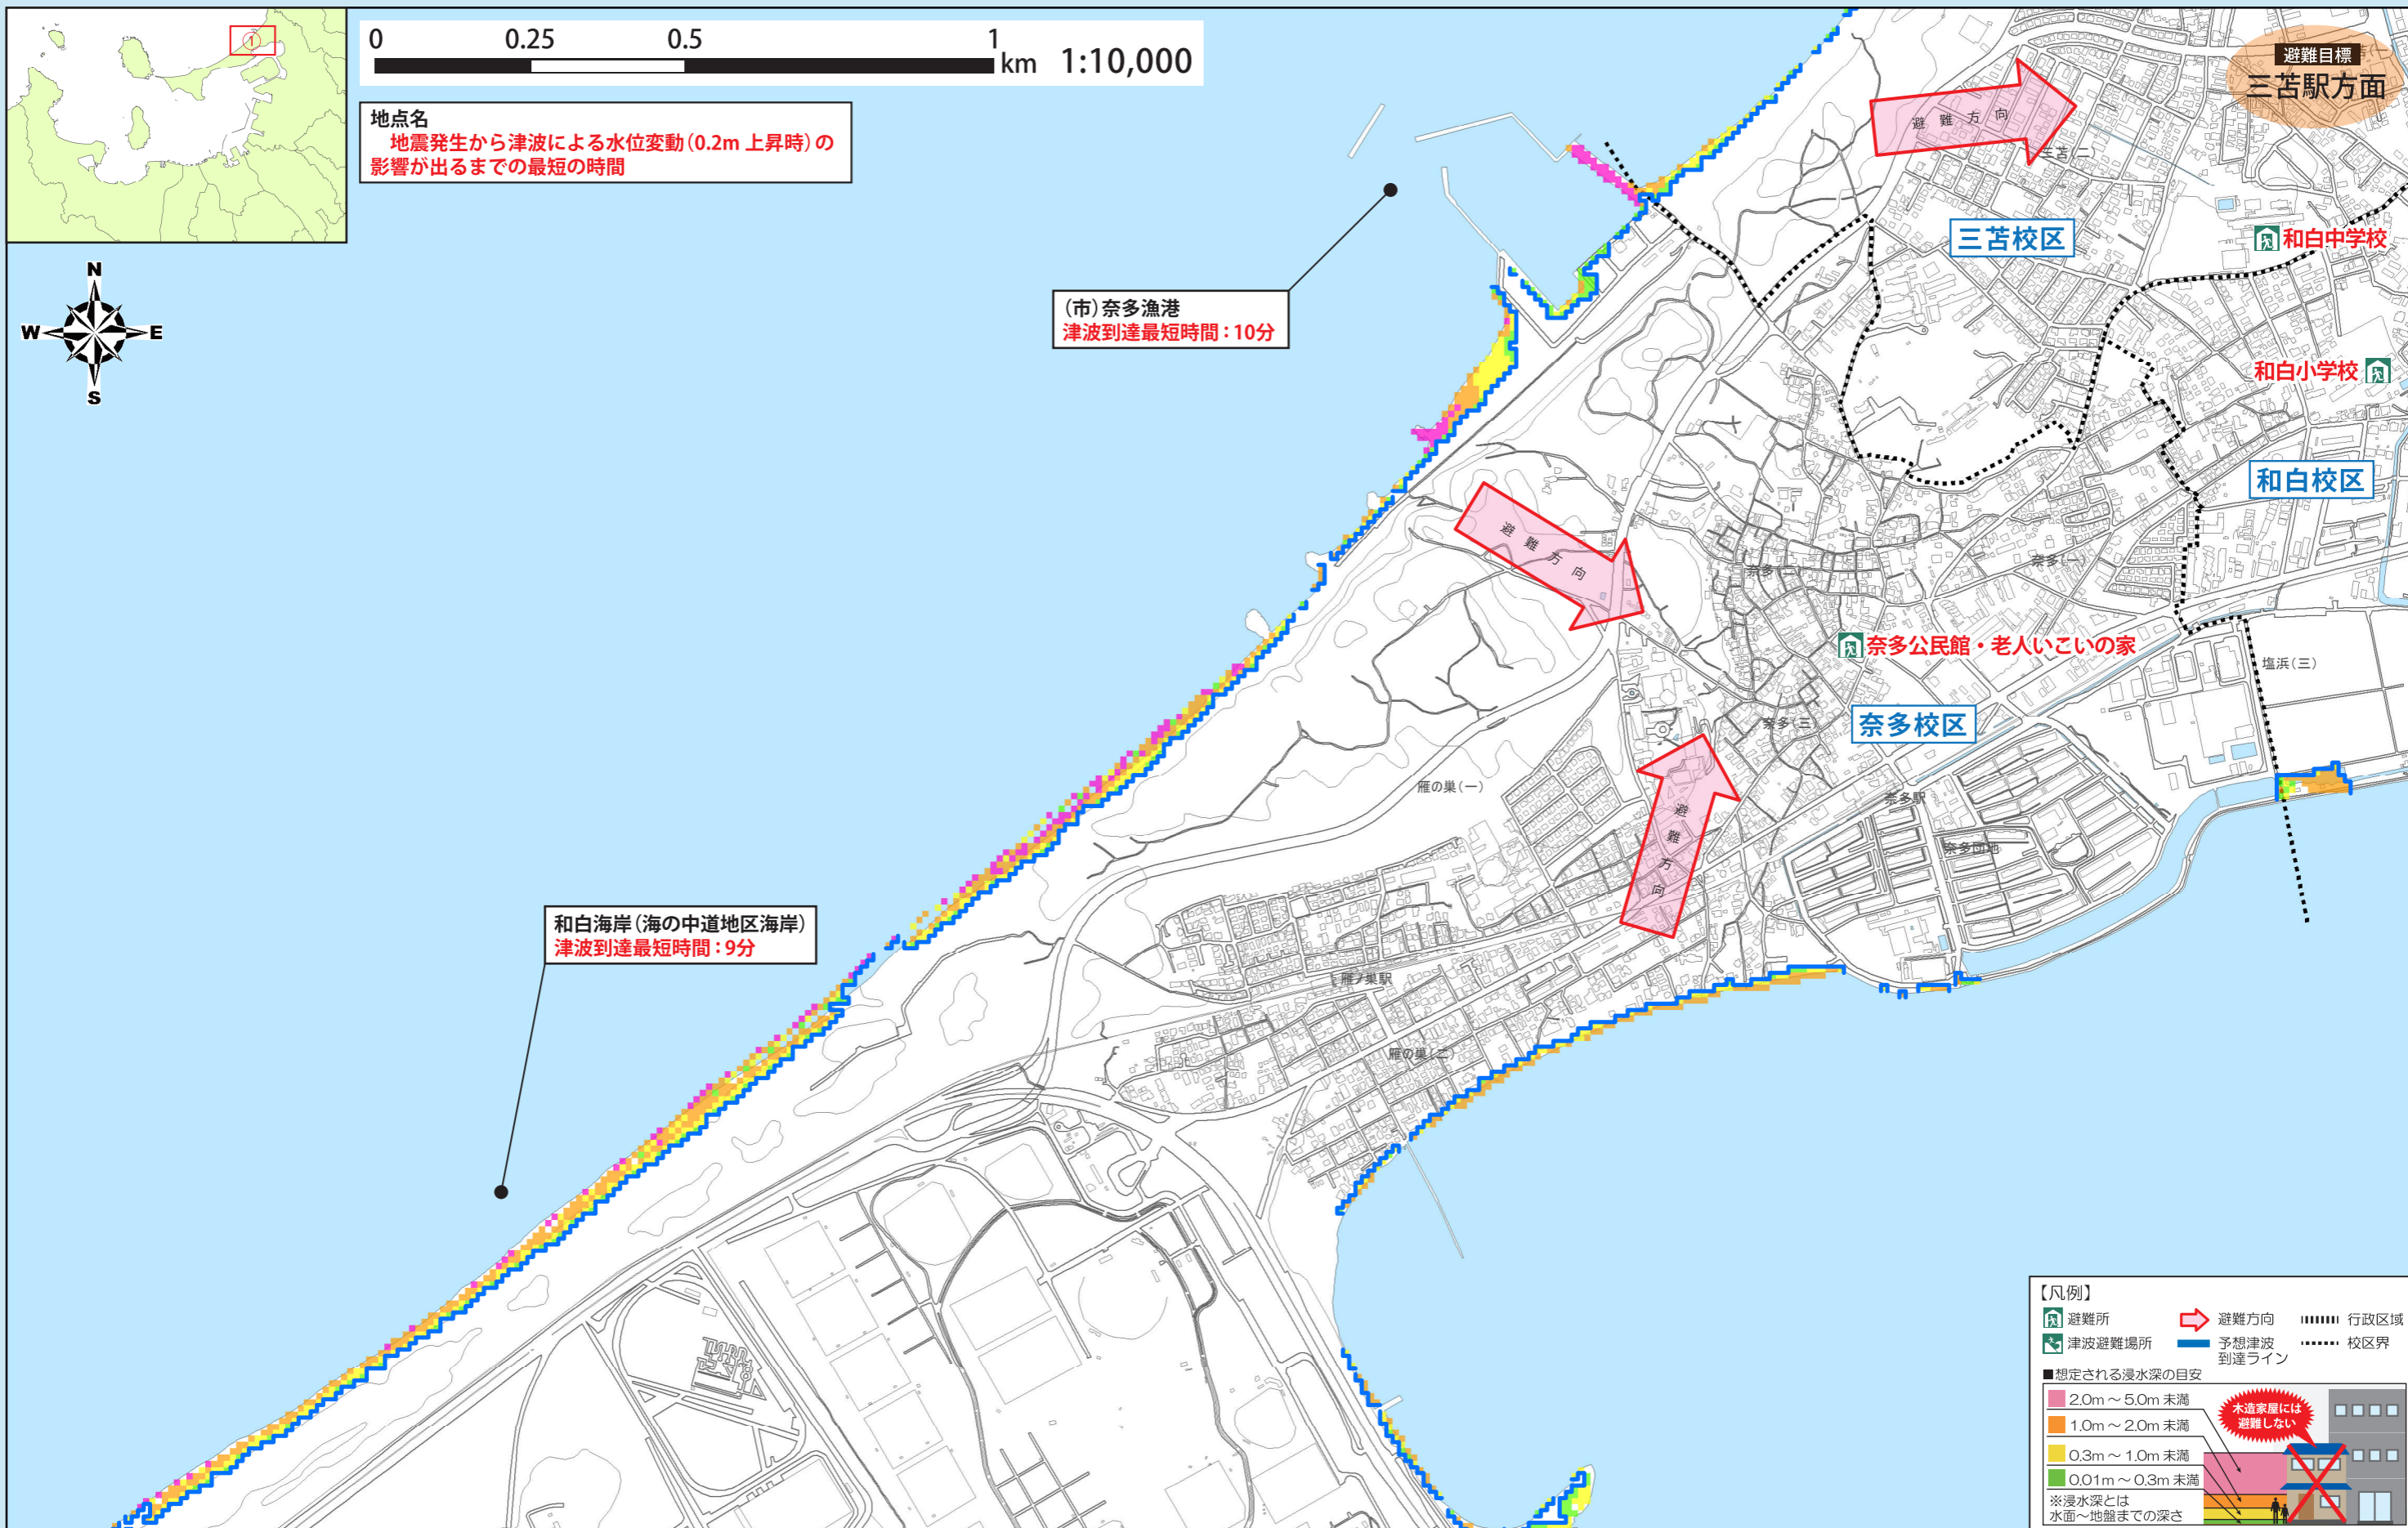 ①
0 0.25 0.5 1
km 1:10,000
地点名
地震発生から津波による水位変動(0.2m 上昇時)の
影響が出るまでの最短の時間
N
W E
S
避難目標
三苫駅方面
避難方向
三苫(二)
三苫校区
和白中学校
(市)奈多漁港
津波到達最短時間:10分
和白小学校
和白校区
避難方向
奈多(二)
奈多(一)
奈多公民館・老人いこいの家
塩浜(三)
奈多校区
奈多(三)
雁の巣(一)
奈多駅
避難方向
奈多団地
和白海岸(海の中道地区海岸)
津波到達最短時間:9分
雁ノ巣駅
雁の巣(二)
【凡例】
避難所 避難方向 行政区域
津波避難場所 予想津波 校区界
到達ライン
■想定される浸水深の目安
2.0m～5.0m 未満
木造家屋には
避難しない
1.0m～2.0m 未満
0.3m～1.0m 未満
0.01m～0.3m 未満
※浸水深とは
水面～地盤までの深さ